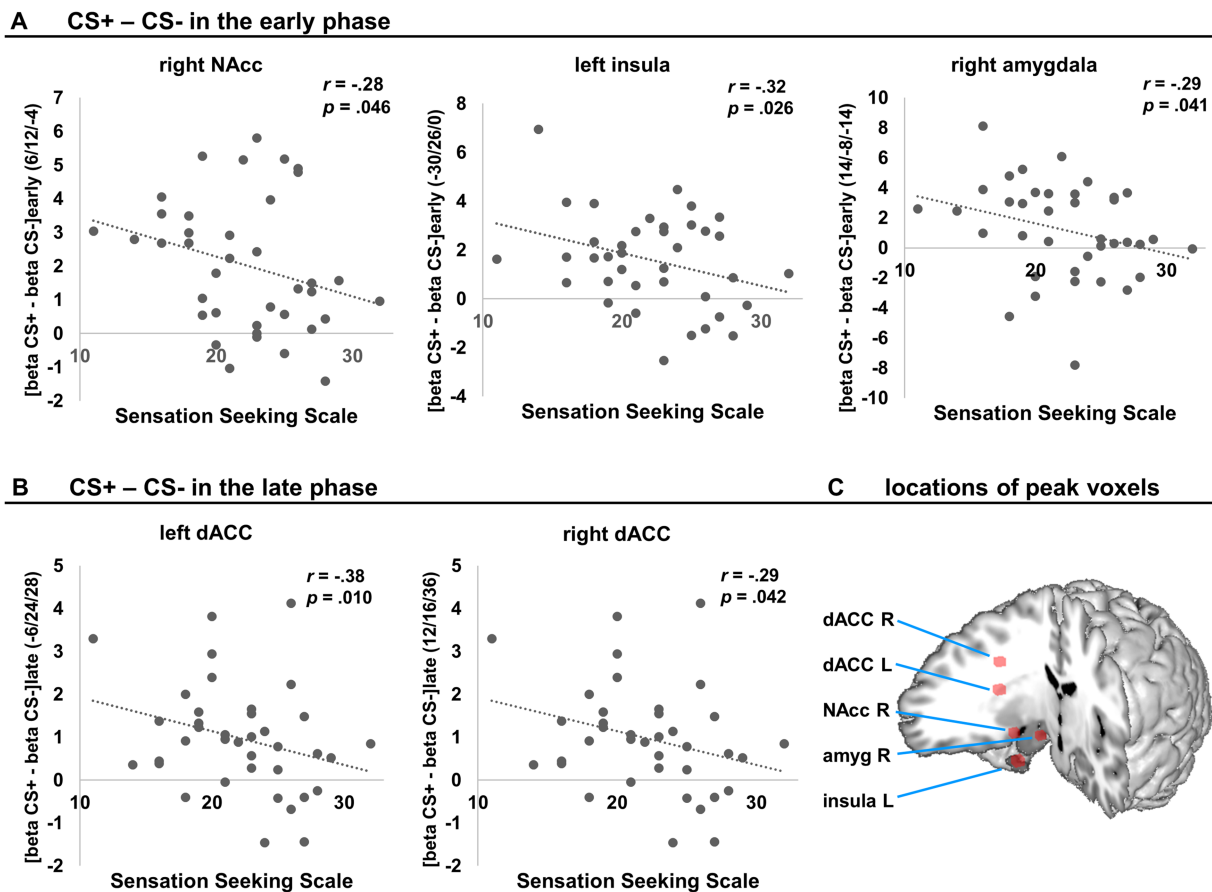 A CS+ – CS- in the early phase
right NAcc
r = -.28
p = .046
7
6
5
4
3
2
1
0
-1
-2
10
20
30
[beta CS+ - beta CS-]early (6/12/-4)
Sensation Seeking Scale
left insula
r = -.32
p = .026
8
6
4
2
0
-2
-4
10
20
30
[beta CS+ - beta CS-]early (-30/26/0)
Sensation Seeking Scale
right amygdala
r = -.29
p = .041
10
8
6
4
2
0
-2
-4
-6
-8
-10
10
20
30
[beta CS+ - beta CS-]early (14/-8/-14)
Sensation Seeking Scale
B CS+ – CS- in the late phase
left dACC
r = -.38
p = .010
5
4
3
2
1
0
-1
-2
10
20
30
[beta CS+ - beta CS-]late (-6/24/28)
Sensation Seeking Scale
right dACC
r = -.29
p = .042
5
4
3
2
1
0
-1
-2
10
20
30
[beta CS+ - beta CS-]late (12/16/36)
Sensation Seeking Scale
C locations of peak voxels
dACC R
dACC L
NAcc R
amyg R
insula L